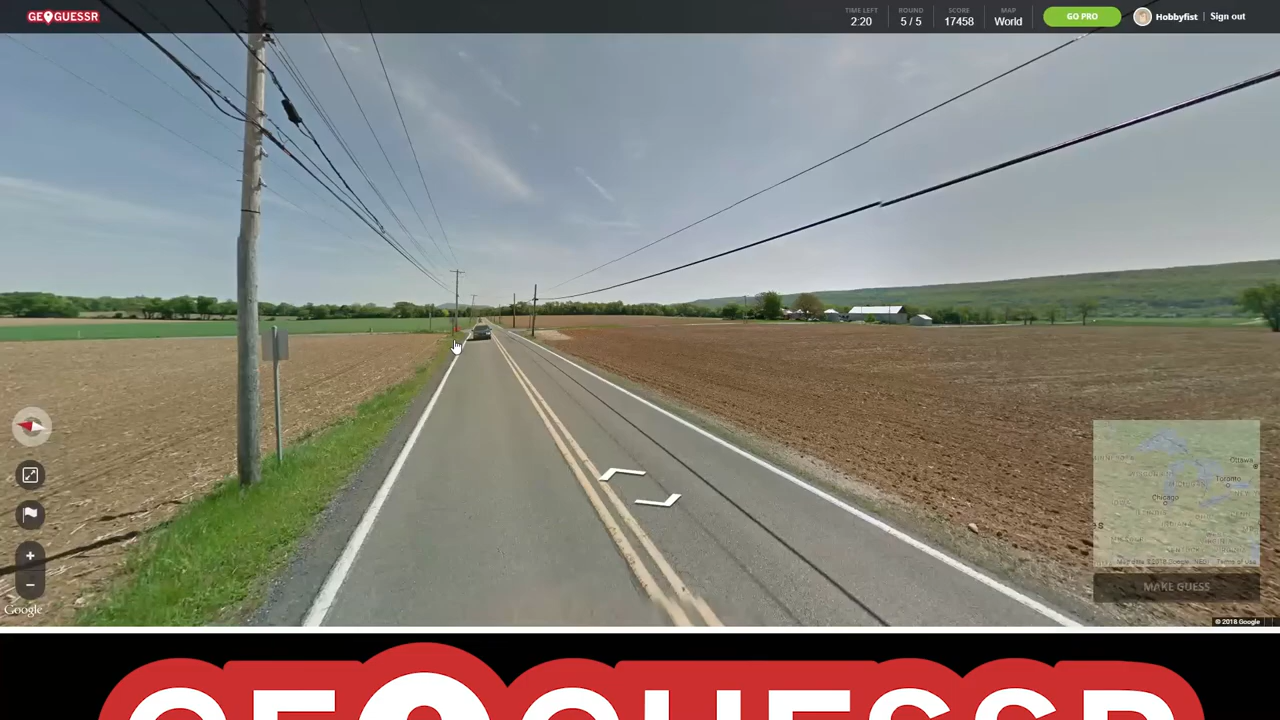 GEOGUESSR
TIME LEFT
2:20
ROUND
5 / 5
SCORE
17458
MAP
World
GO PRO
Hobbyfist
Sign out
Ottawa
Toronto
Chicago
MAKE GUESS
Google
© 2018 Google
GEOGUESSR